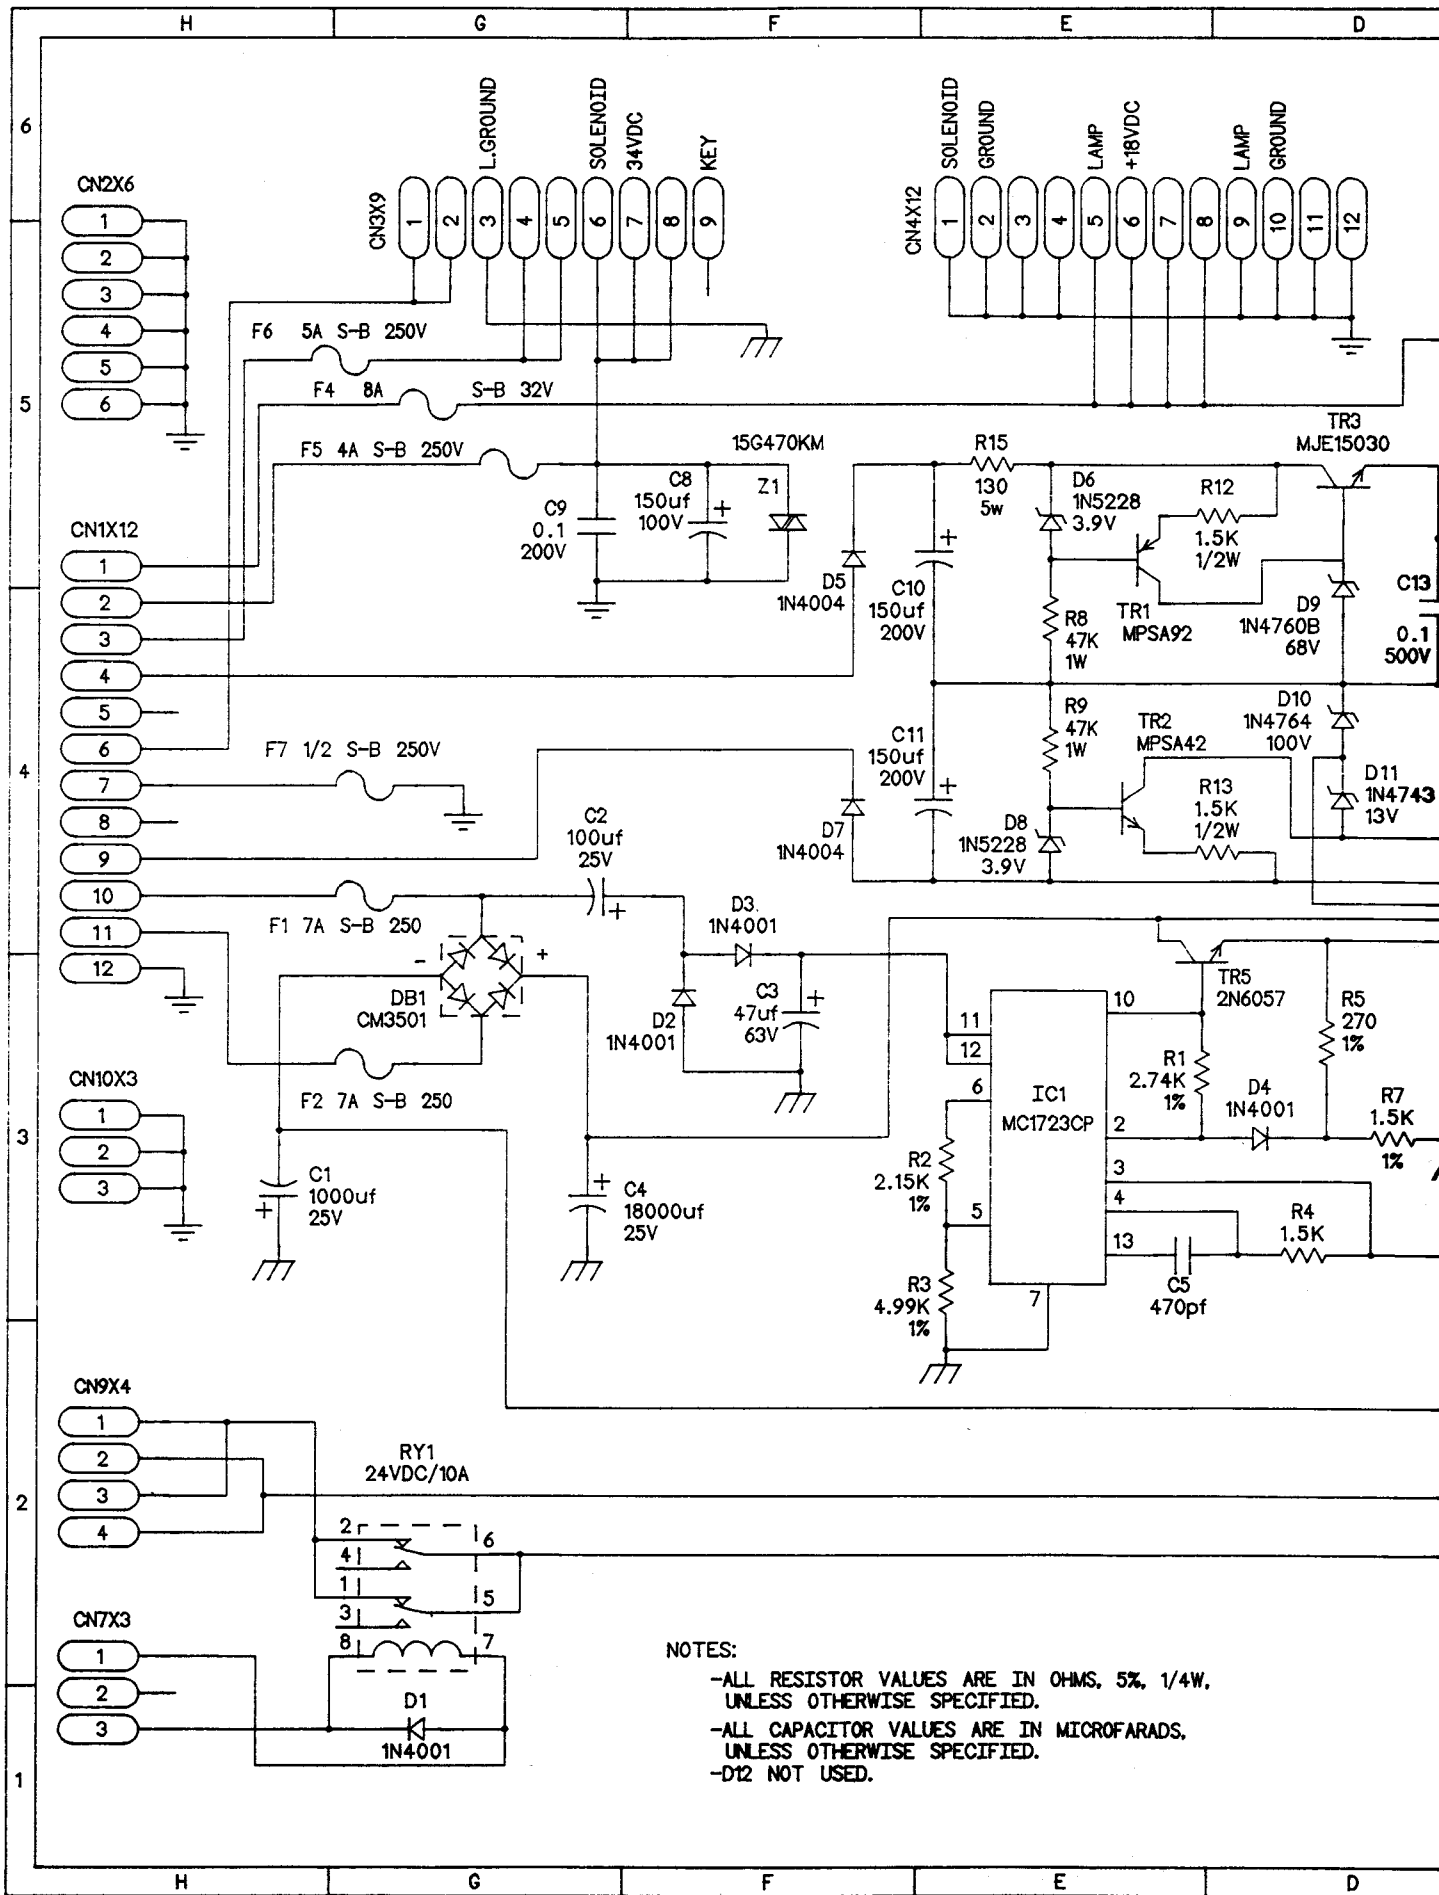 H G F E D
6
L.GROUND
SOLENOID
34VDC
KEY
SOLENOID
GROUND
LAMP
+18VDC
LAMP
GROUND
CN2X6
1
2
3
4
5
6
CN3X9
1 2 3 4 5 6 7 8 9
CN4X12
1 2 3 4 5 6 7 8 9 10 11 12
5
F6 5A S-B 250V
F4 8A S-B 32V
F5 4A S-B 250V
15G470KM
Z1
C8
150uf
100V
+
C9
0.1
200V
R15
130
5w
D6
1N5228
3.9V
R12
1.5K
1/2W
TR3
MJE15030
CN1X12
1
2
3
4
5
6
7
8
9
10
11
12
D5
1N4004
+
C10
150uf
200V
R8
47K
1W
TR1
MPSA92
D9
1N4760B
68V
C13
0.1
500V
4
F7 1/2 S-B 250V
C2
100uf
25V
+
D7
1N4004
C11
150uf
200V
+
R9
47K
1W
TR2
MPSA42
D10
1N4764
100V
D11
1N4743
13V
R13
1.5K
1/2W
D8
1N5228
3.9V
F1 7A S-B 250
- +
DB1
CM3501
D3.
1N4001
D2
1N4001
C3
47uf
63V
+
TR5
2N6057
R5
270
1%
F2 7A S-B 250
11
12
6
5
IC1
MC1723CP
10
2
3
4
13
7
R1
2.74K
1%
D4
1N4001
R7
1.5K
1%
CN10X3
1
2
3
3
C1
1000uf
25V
+
+
C4
18000uf
25V
R2
2.15K
1%
R3
4.99K
1%
R4
1.5K
C5
470pf
CN9X4
1
2
3
4
2
RY1
24VDC/10A
2
4
1
3
8
6
5
7
CN7X3
1
2
3
D1
1N4001
1
NOTES:
-ALL RESISTOR VALUES ARE IN OHMS, 5%, 1/4W,
UNLESS OTHERWISE SPECIFIED.
-ALL CAPACITOR VALUES ARE IN MICROFARADS,
UNLESS OTHERWISE SPECIFIED.
-D12 NOT USED.
H G F E D